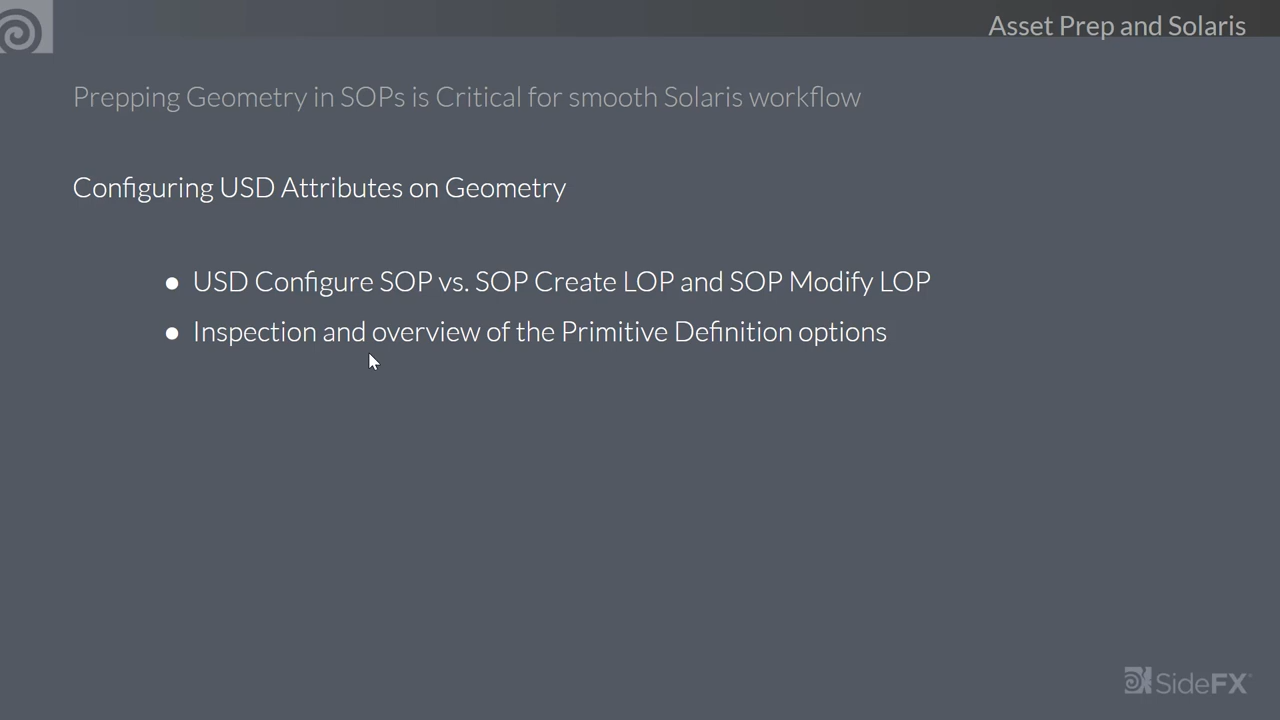 Asset Prep and Solaris
Prepping Geometry in SOPs is Critical for smooth Solaris workflow
Configuring USD Attributes on Geometry
● USD Configure SOP vs. SOP Create LOP and SOP Modify LOP
● Inspection and overview of the Primitive Definition options
SideFX